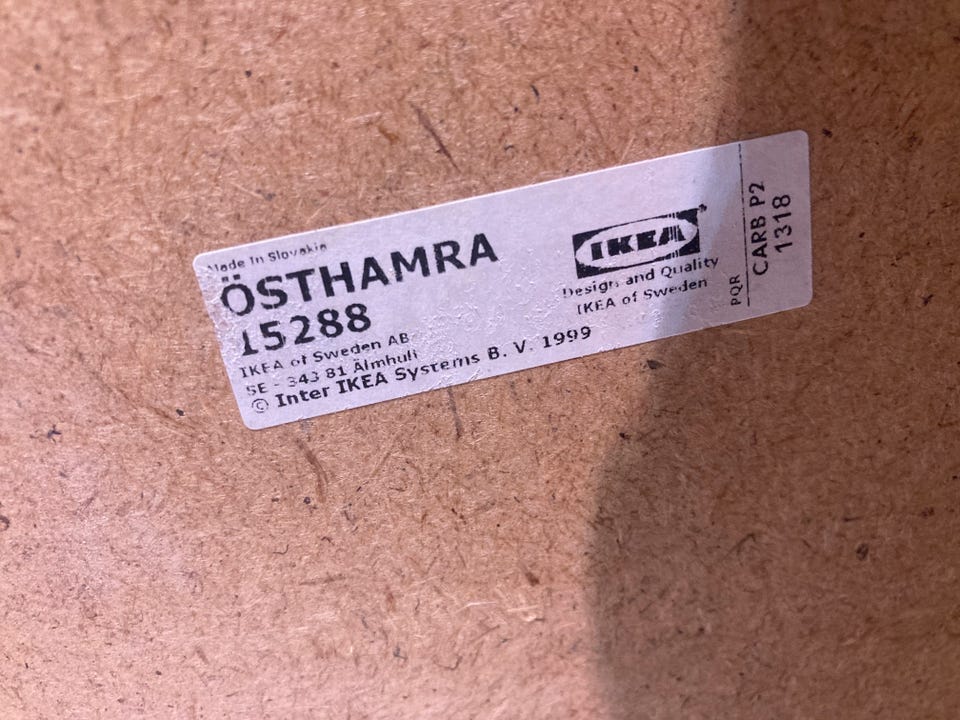 Made In Slovakia
ÖSTHAMRA
15288
IKEA of Sweden AB
SE - 343 81 Älmhult
© Inter IKEA Systems B. V. 1999
IKEA
Design and Quality
IKEA of Sweden
PQR
CARB P2
1318